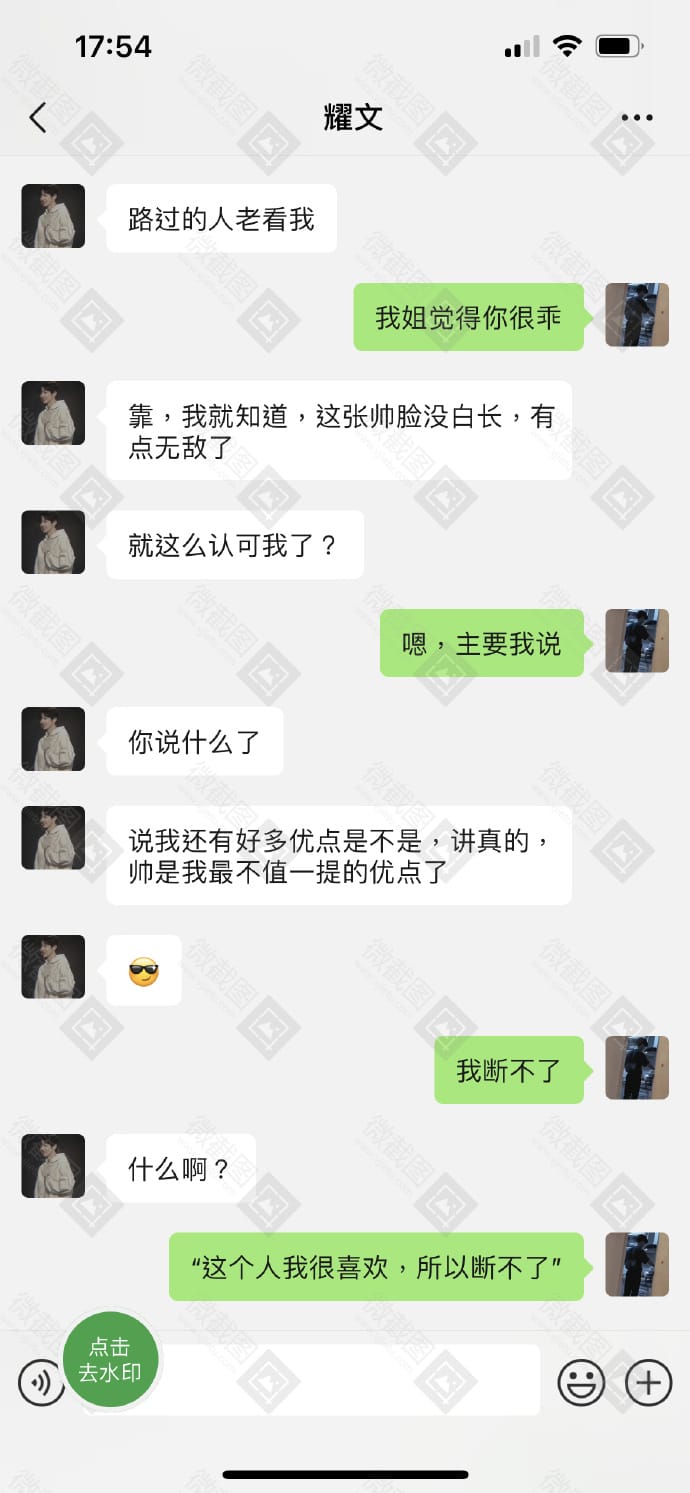 17:54
耀文
路过的人老看我
我姐觉得你很乖
靠，我就知道，这张帅脸没白长，有
点无敌了
就这么认可我了？
嗯，主要我说
你说什么了
说我还有好多优点是不是，讲真的，
帅是我最不值一提的优点了
我断不了
什么啊？
“这个人我很喜欢，所以断不了”
点击
去水印
微截图